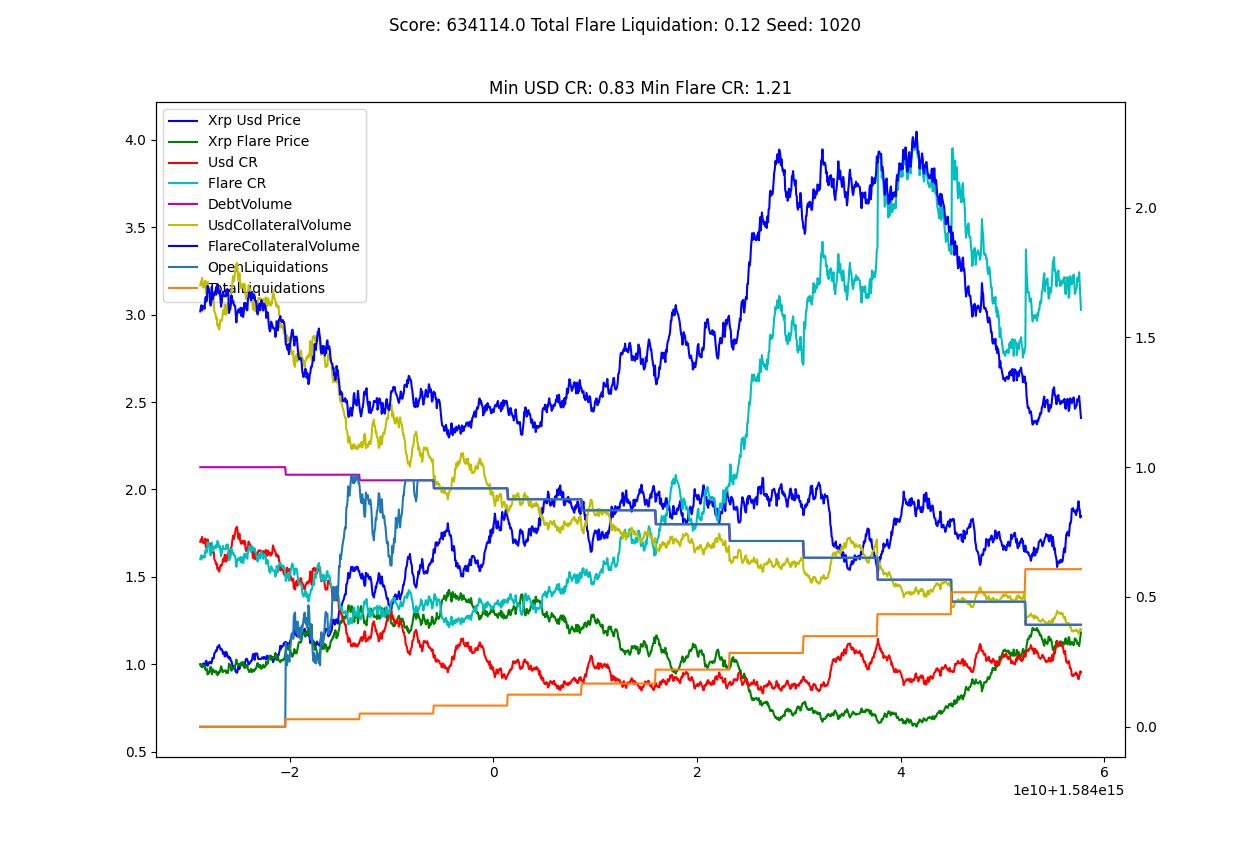 Score: 634114.0 Total Flare Liquidation: 0.12 Seed: 1020
Min USD CR: 0.83 Min Flare CR: 1.21
Xrp Usd Price
Xrp Flare Price
Usd CR
Flare CR
DebtVolume
UsdCollateralVolume
FlareCollateralVolume
OpenLiquidations
TotalLiquidations
4.0
3.5
3.0
2.5
2.0
1.5
1.0
0.5
2.0
1.5
1.0
0.5
0.0
−2 0 2 4 6
1e10+1.584e15